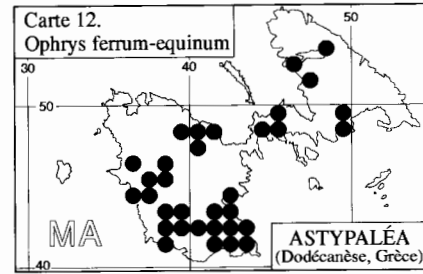 Carte 12.
Ophrys ferrum-equinum
50
30
40
50
MA
ASTYPALÉA
(Dodécanèse, Grèce)
40